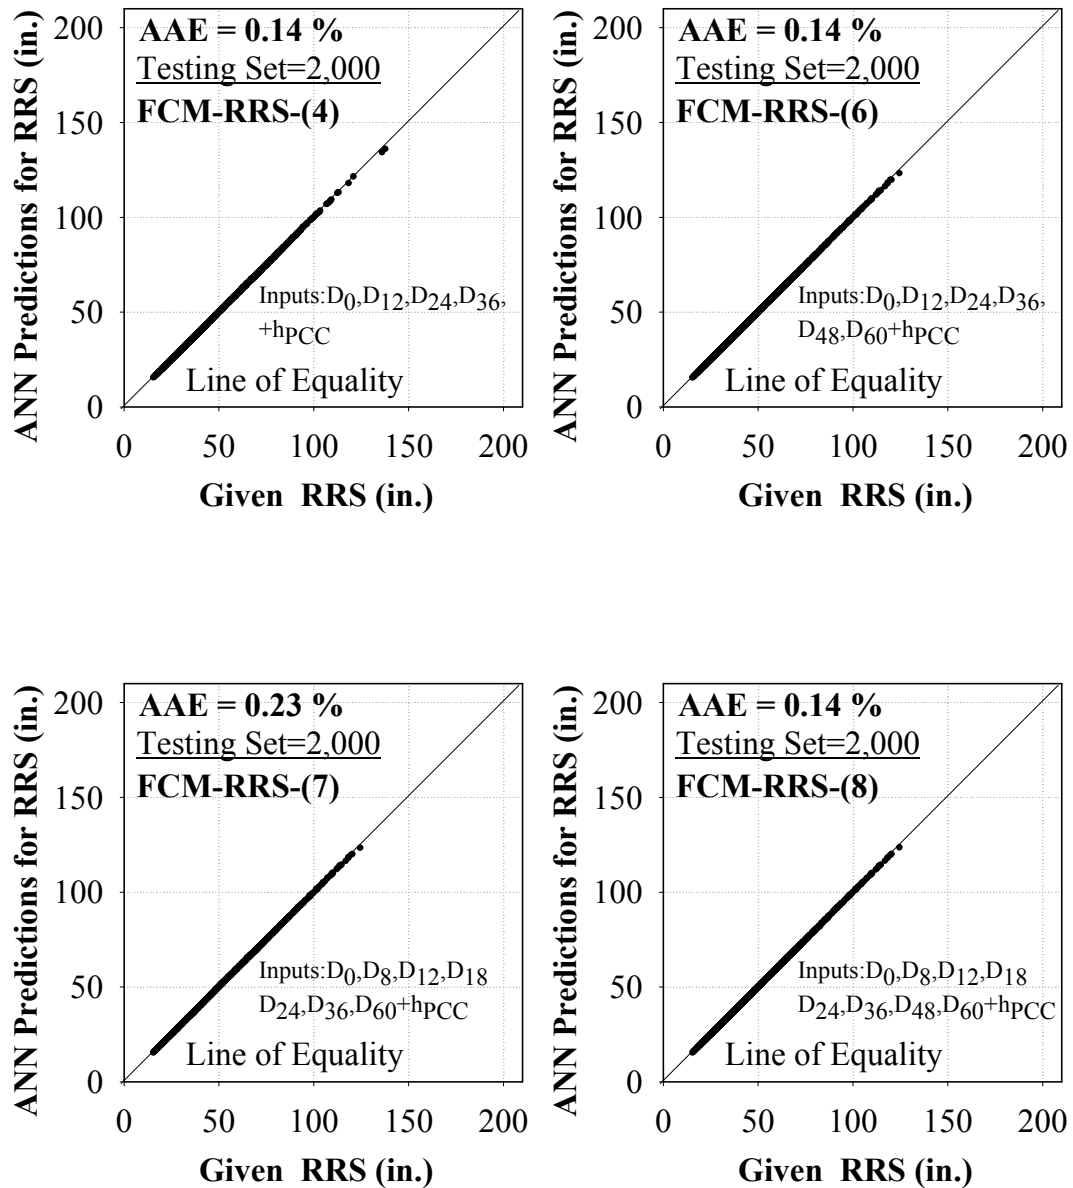 ANN Predictions for RRS (in.)
200
150
100
50
0
AAE = 0.14 %
Testing Set=2,000
FCM-RRS-(4)
Inputs:D0,D12,D24,D36,
+hPCC
Line of Equality
0 50 100 150 200
Given RRS (in.)
ANN Predictions for RRS (in.)
200
150
100
50
0
AAE = 0.14 %
Testing Set=2,000
FCM-RRS-(6)
Inputs:D0,D12,D24,D36,
D48,D60+hPCC
Line of Equality
0 50 100 150 200
Given RRS (in.)
ANN Predictions for RRS (in.)
200
150
100
50
0
AAE = 0.23 %
Testing Set=2,000
FCM-RRS-(7)
Inputs:D0,D8,D12,D18
D24,D36,D60+hPCC
Line of Equality
0 50 100 150 200
Given RRS (in.)
ANN Predictions for RRS (in.)
200
150
100
50
0
AAE = 0.14 %
Testing Set=2,000
FCM-RRS-(8)
Inputs:D0,D8,D12,D18
D24,D36,D48,D60+hPCC
Line of Equality
0 50 100 150 200
Given RRS (in.)